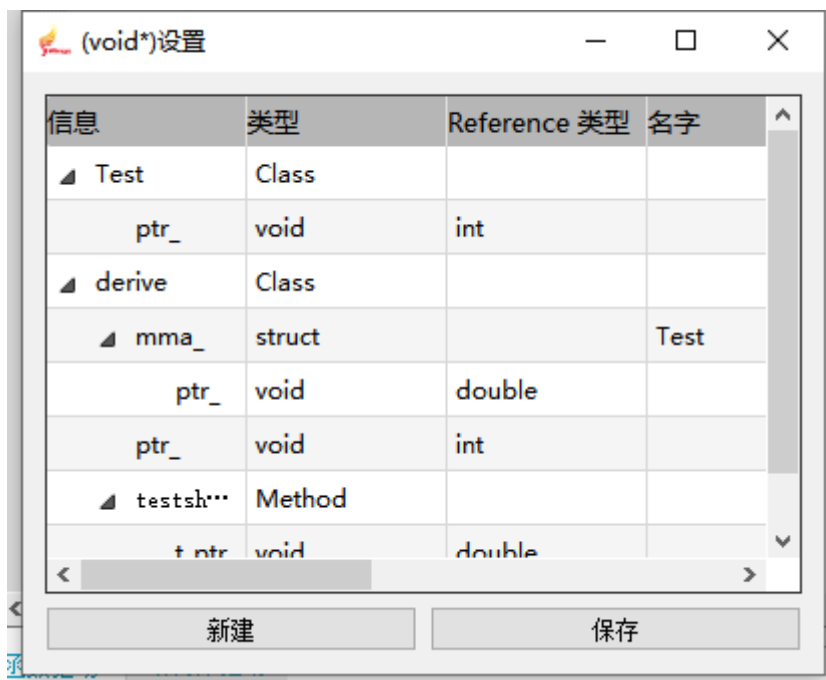 (void*)设置
信息 类型 Reference 类型 名字
Test Class
ptr_ void int
derive Class
mma_ struct Test
ptr_ void double
ptr_ void int
testsh… Method
t_ptr void double
新建 保存